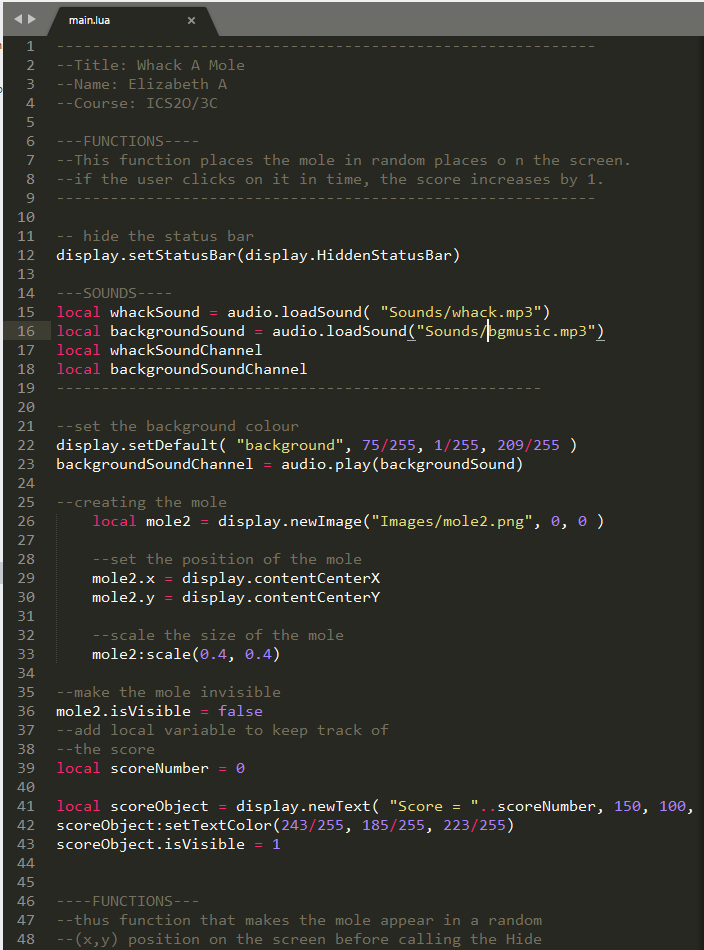 main.lua ×
1 ------------------------------------------------------------
2 --Title: Whack A Mole
3 --Name: Elizabeth A
4 --Course: ICS2O/3C
5
6 ---FUNCTIONS----
7 --This function places the mole in random places o n the screen.
8 --if the user clicks on it in time, the score increases by 1.
9 ------------------------------------------------------------
10
11 -- hide the status bar
12 display.setStatusBar(display.HiddenStatusBar)
13
14 ---SOUNDS----
15 local whackSound = audio.loadSound( "Sounds/whack.mp3")
16 local backgroundSound = audio.loadSound("Sounds/bgmusic.mp3")
17 local whackSoundChannel
18 local backgroundSoundChannel
19 ------------------------------------------------------
20
21 --set the background colour
22 display.setDefault( "background", 75/255, 1/255, 209/255 )
23 backgroundSoundChannel = audio.play(backgroundSound)
24
25 --creating the mole
26     local mole2 = display.newImage("Images/mole2.png", 0, 0 )
27
28     --set the position of the mole
29     mole2.x = display.contentCenterX
30     mole2.y = display.contentCenterY
31
32     --scale the size of the mole
33     mole2:scale(0.4, 0.4)
34
35 --make the mole invisible
36 mole2.isVisible = false
37 --add local variable to keep track of
38 --the score
39 local scoreNumber = 0
40
41 local scoreObject = display.newText( "Score = "..scoreNumber, 150, 100,
42 scoreObject:setTextColor(243/255, 185/255, 223/255)
43 scoreObject.isVisible = 1
44
45
46 ----FUNCTIONS---
47 --thus function that makes the mole appear in a random
48 --(x,y) position on the screen before calling the Hide